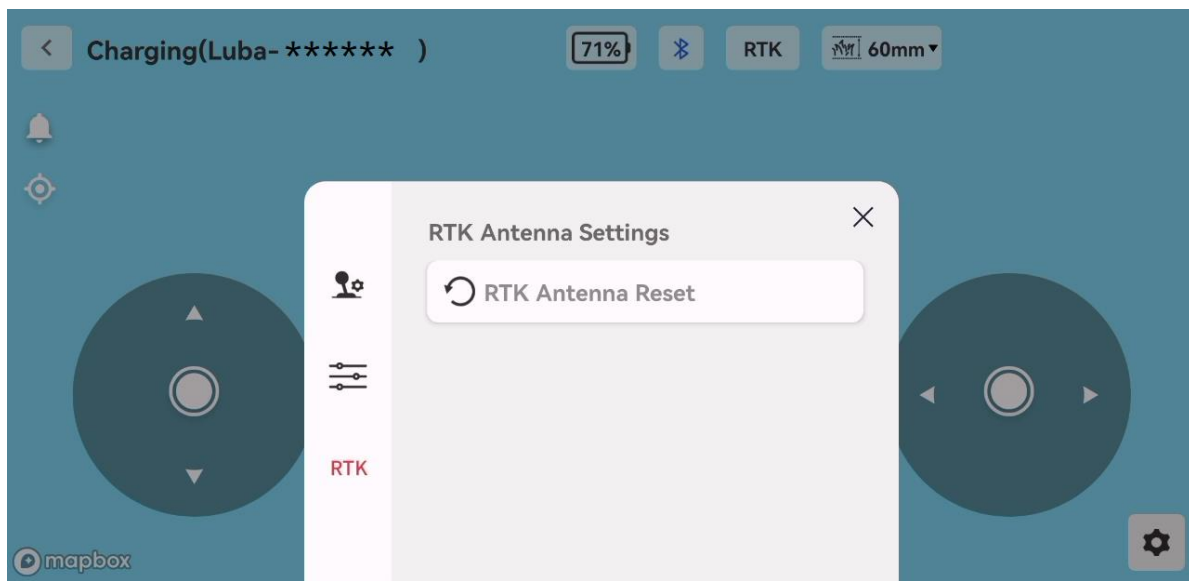 Charging(Luba- ****** )
71%
RTK
60mm
RTK Antenna Settings
RTK Antenna Reset
RTK
mapbox